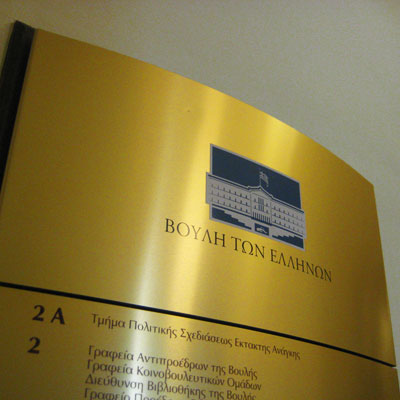 ΒΟΥΛΗ ΤΩΝ ΕΛΛΗΝΩΝ
2 Α Τμήμα Πολιτικής Σχεδιάσεως Εκτακτης Ανάγκης
2 Γραφεία Αντιπροέδρων της Βουλής
Γραφεία Κοινοβουλευτικών Ομάδων
Διεύθυνση Βιβλιοθήκης της Βουλής
Γραφείο